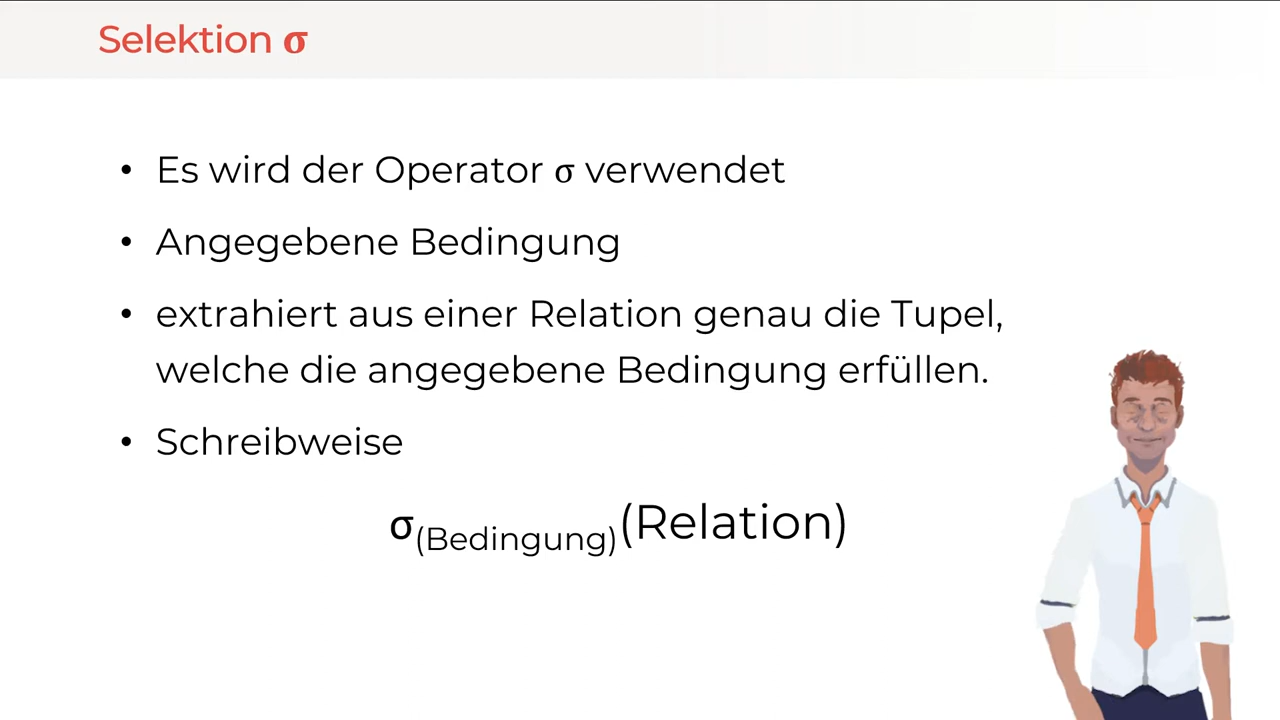 Selektion σ
• Es wird der Operator σ verwendet
• Angegebene Bedingung
• extrahiert aus einer Relation genau die Tupel,
welche die angegebene Bedingung erfüllen.
• Schreibweise
σ(Bedingung)(Relation)